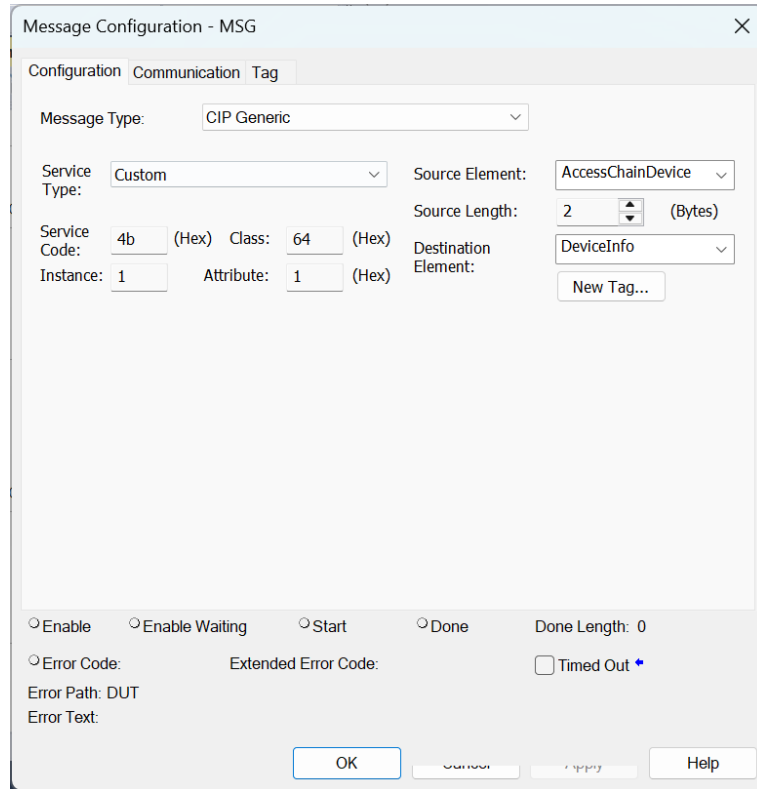 Message Configuration - MSG
Configuration Communication Tag
Message Type: CIP Generic
Service Type: Custom
Source Element: AccessChainDevice
Source Length: 2 (Bytes)
Service Code: 4b (Hex) Class: 64 (Hex)
Destination Element: DeviceInfo
Instance: 1 Attribute: 1 (Hex)
New Tag...
Enable Enable Waiting Start Done Done Length: 0
Error Code: Extended Error Code: Timed Out
Error Path: DUT
Error Text:
OK Cancel Apply Help